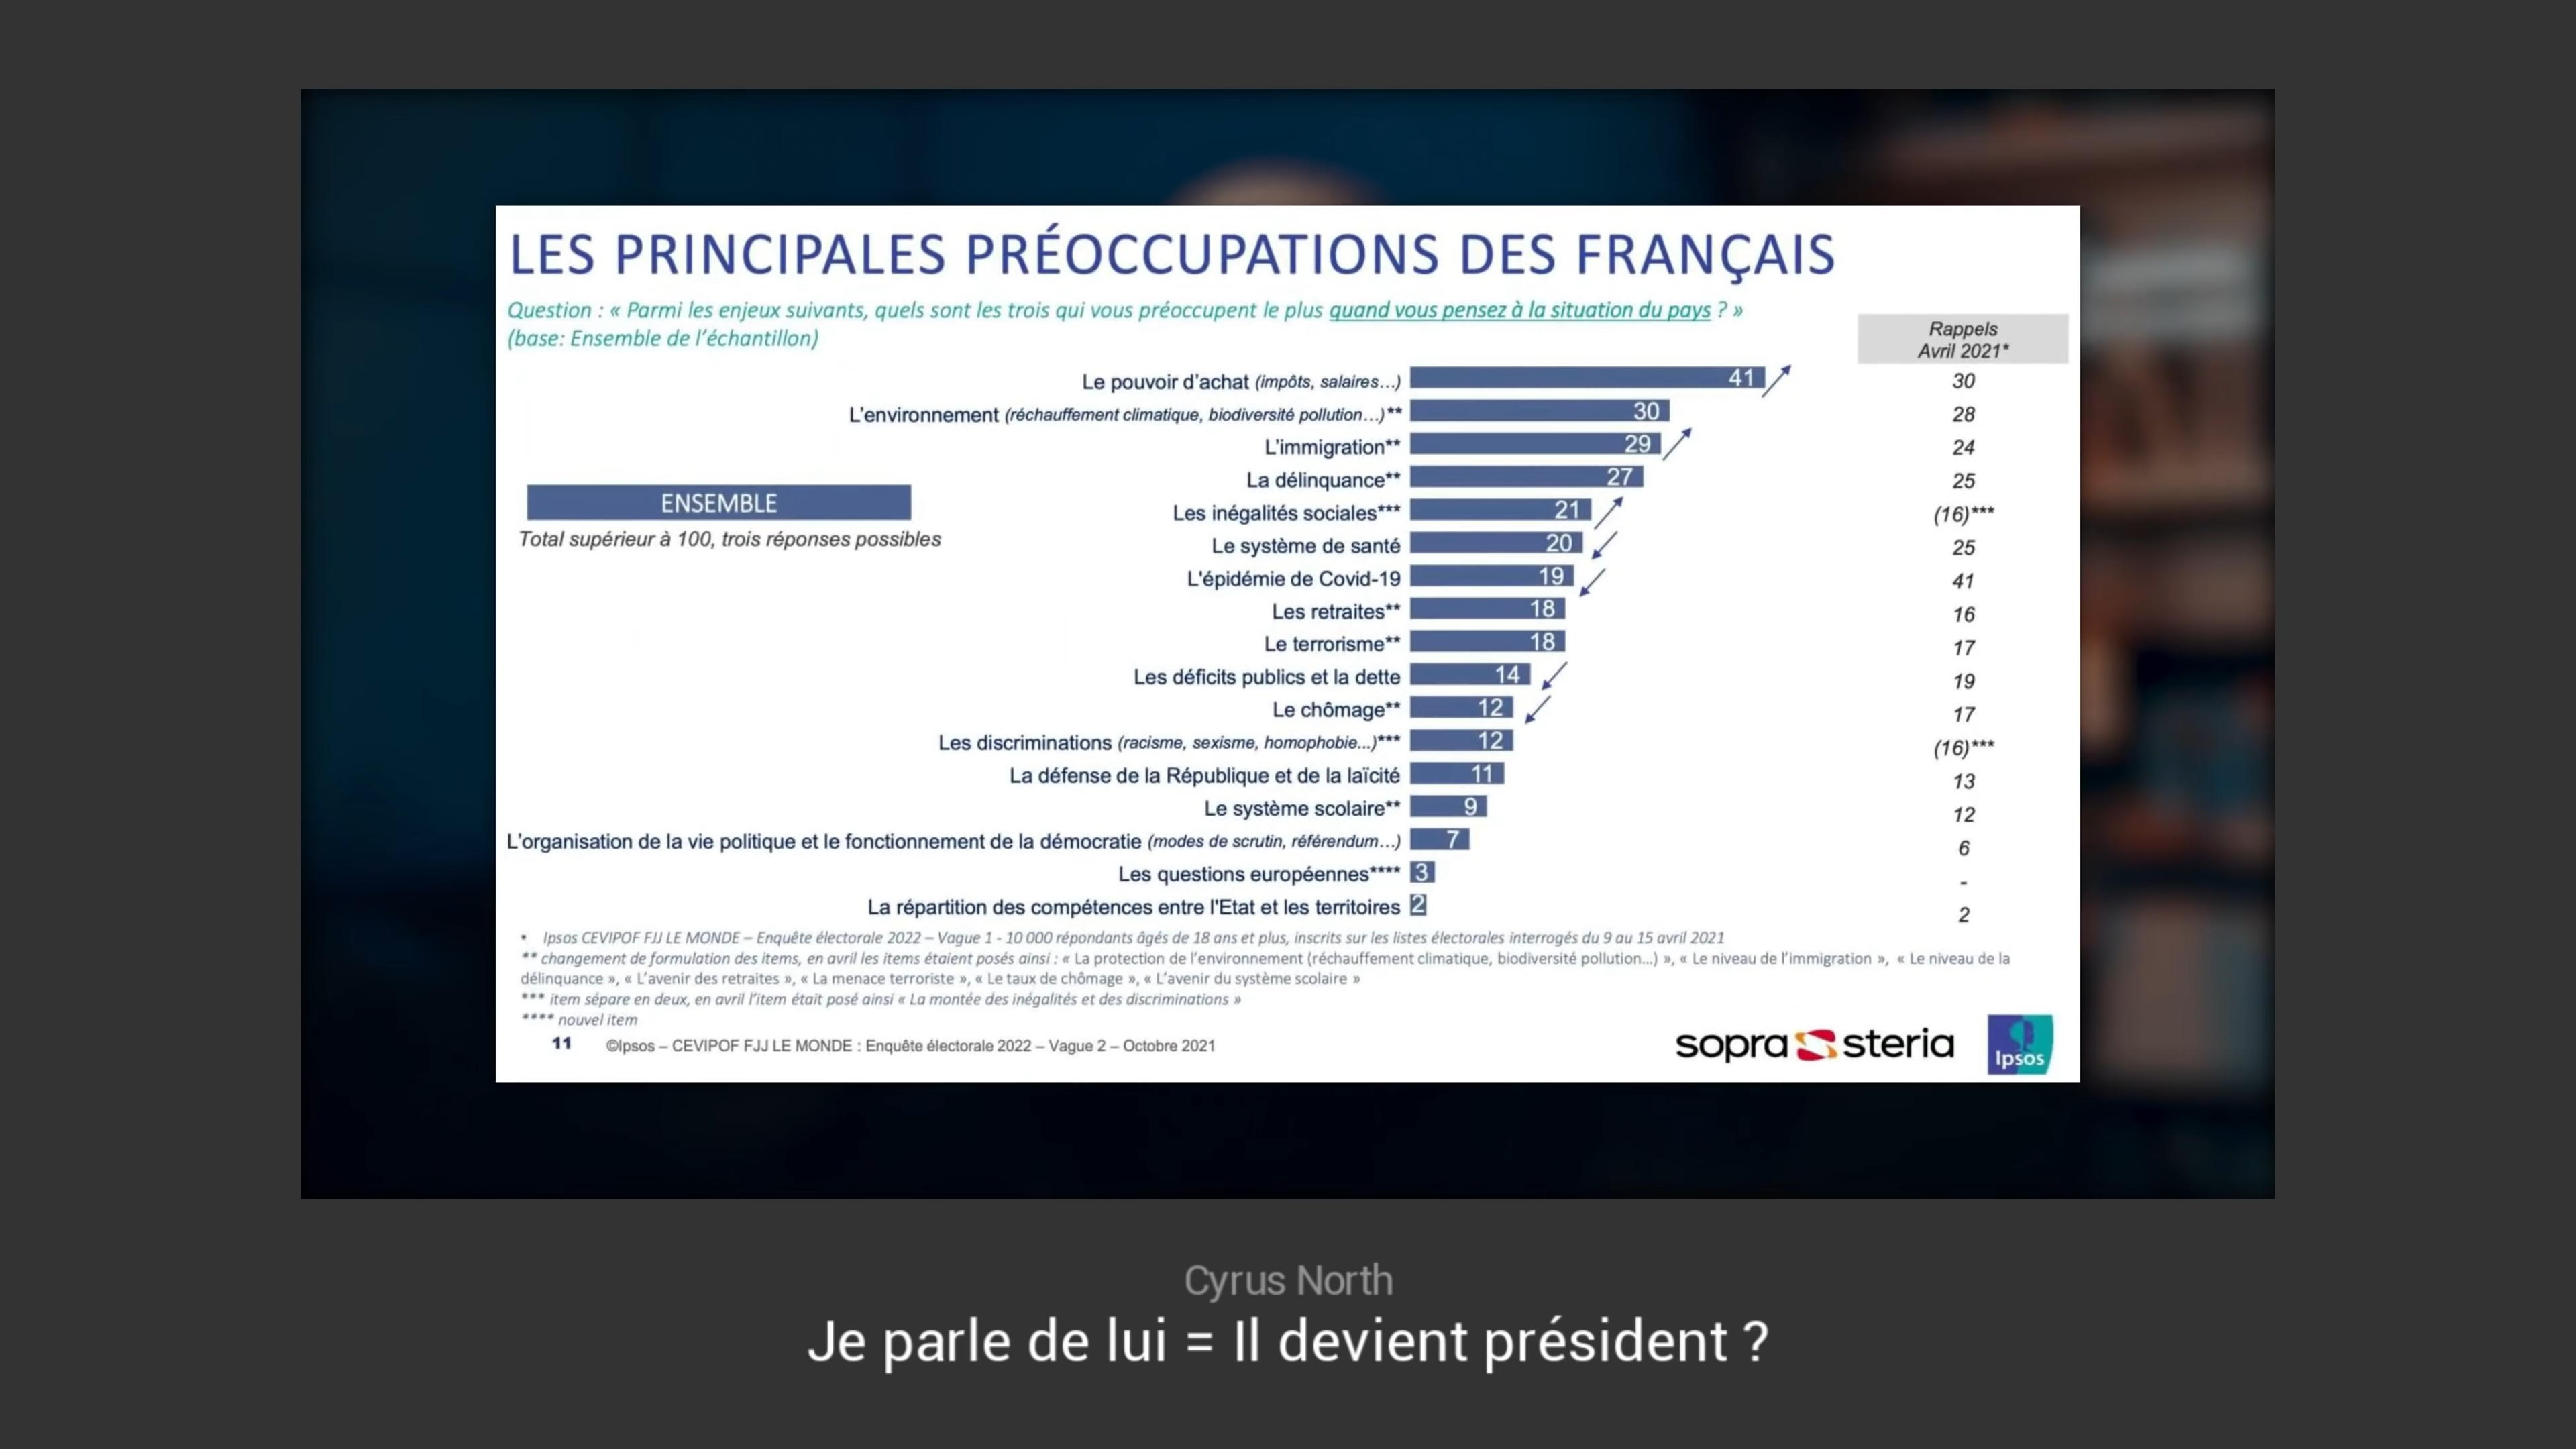 LES PRINCIPALES PRÉOCCUPATIONS DES FRANÇAIS
Question : « Parmi les enjeux suivants, quels sont les trois qui vous préoccupent le plus quand vous pensez à la situation du pays ? »
(base: Ensemble de l'échantillon)
Rappels
Avril 2021*
Le pouvoir d'achat (impôts, salaires...) 41 30
L'environnement (réchauffement climatique, biodiversité pollution...)** 30 28
L'immigration** 29 24
La délinquance** 27 25
ENSEMBLE
Total supérieur à 100, trois réponses possibles
Les inégalités sociales*** 21 (16)***
Le système de santé 20 25
L'épidémie de Covid-19 19 41
Les retraites** 18 16
Le terrorisme** 18 17
Les déficits publics et la dette 14 19
Le chômage** 12 17
Les discriminations (racisme, sexisme, homophobie...)*** 12 (16)***
La défense de la République et de la laïcité 11 13
Le système scolaire** 9 12
L'organisation de la vie politique et le fonctionnement de la démocratie (modes de scrutin, référendum...) 7 6
Les questions européennes**** 3 -
La répartition des compétences entre l'Etat et les territoires 2 2
• Ipsos CEVIPOF FJJ LE MONDE – Enquête électorale 2022 – Vague 1 - 10 000 répondants âgés de 18 ans et plus, inscrits sur les listes électorales interrogés du 9 au 15 avril 2021
** changement de formulation des items, en avril les items étaient posés ainsi : « La protection de l'environnement (réchauffement climatique, biodiversité pollution...) », « Le niveau de l'immigration », « Le niveau de la
délinquance », « L'avenir des retraites », « La menace terroriste », « Le taux de chômage », « L'avenir du système scolaire »
*** item sépare en deux, en avril l'item était posé ainsi « La montée des inégalités et des discriminations »
**** nouvel item
11 ©Ipsos – CEVIPOF FJJ LE MONDE : Enquête électorale 2022 – Vague 2 – Octobre 2021
sopra steria
Ipsos
Cyrus North
Je parle de lui = Il devient président ?